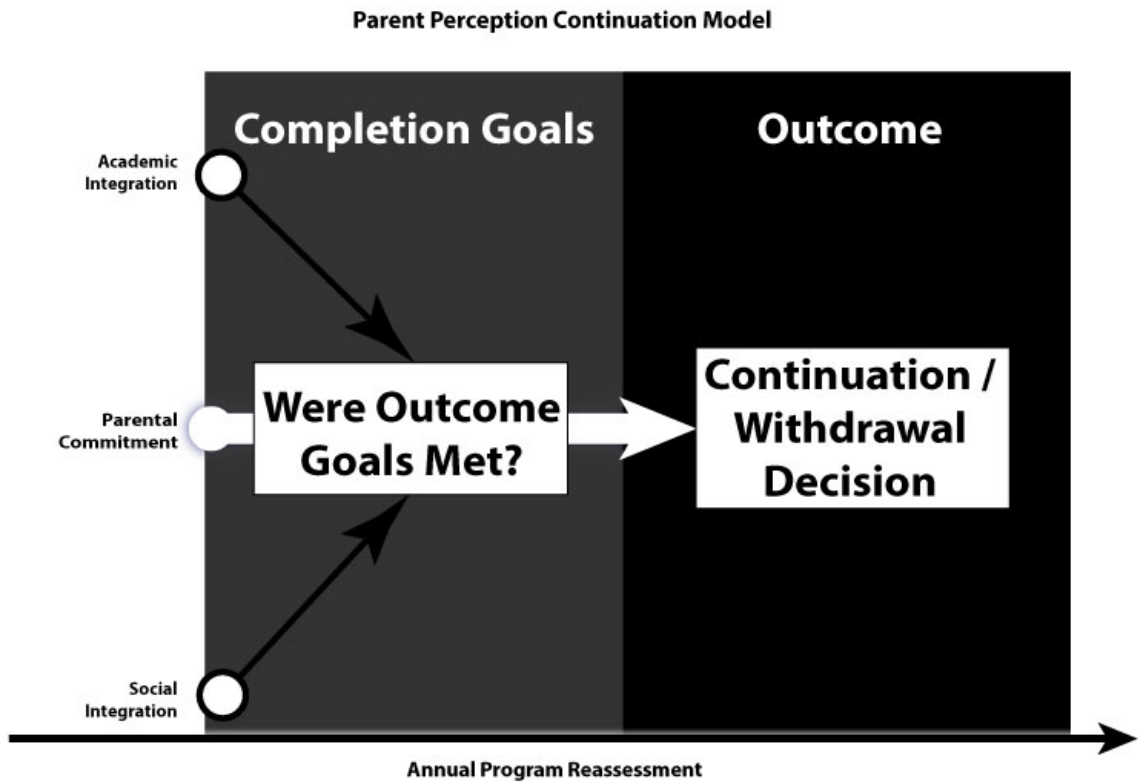 Parent Perception Continuation Model
Completion Goals
Outcome
Academic
Integration
Were Outcome
Goals Met?
Continuation /
Withdrawal
Decision
Parental
Commitment
Social
Integration
Annual Program Reassessment